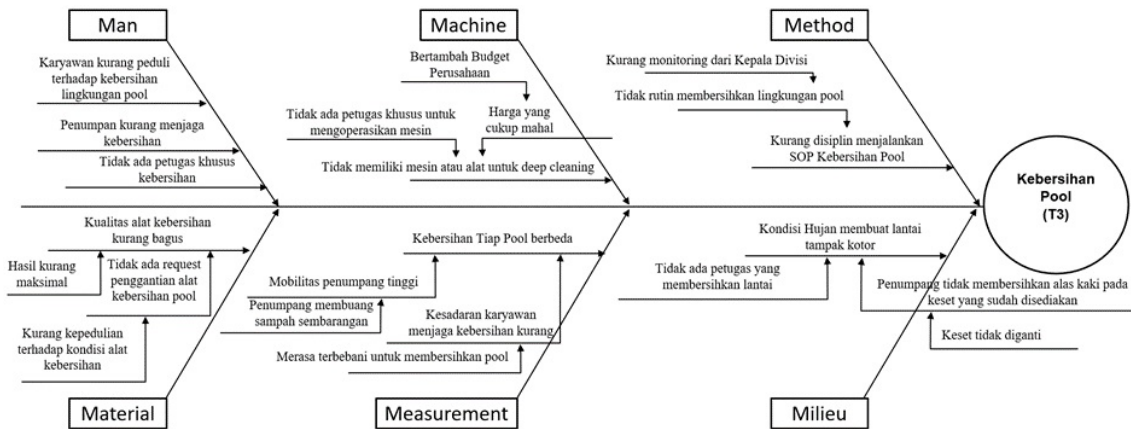 Man
Machine
Method
Karyawan kurang peduli
terhadap kebersihan
lingkungan pool
Penumpan kurang menjaga
kebersihan
Tidak ada petugas khusus
kebersihan
Bertambah Budget
Perusahaan
Tidak ada petugas khusus untuk
mengoperasikan mesin
Harga yang
cukup mahal
Tidak memiliki mesin atau alat untuk deep cleaning
Kurang monitoring dari Kepala Divisi
Tidak rutin membersihkan lingkungan pool
Kurang disiplin menjalankan
SOP Kebersihan Pool
Kebersihan
Pool
(T3)
Kualitas alat kebersihan
kurang bagus
Hasil kurang
maksimal
Tidak ada request
penggantian alat
kebersihan pool
Kurang kepedulian
terhadap kondisi alat
kebersihan
Kebersihan Tiap Pool berbeda
Mobilitas penumpang tinggi
Penumpang membuang
sampah sembarangan
Kesadaran karyawan
menjaga kebersihan kurang
Merasa terbebani untuk membersihkan pool
Kondisi Hujan membuat lantai
tampak kotor
Tidak ada petugas yang
membersihkan lantai
Penumpang tidak membersihkan alas kaki pada
keset yang sudah disediakan
Keset tidak diganti
Material
Measurement
Milieu